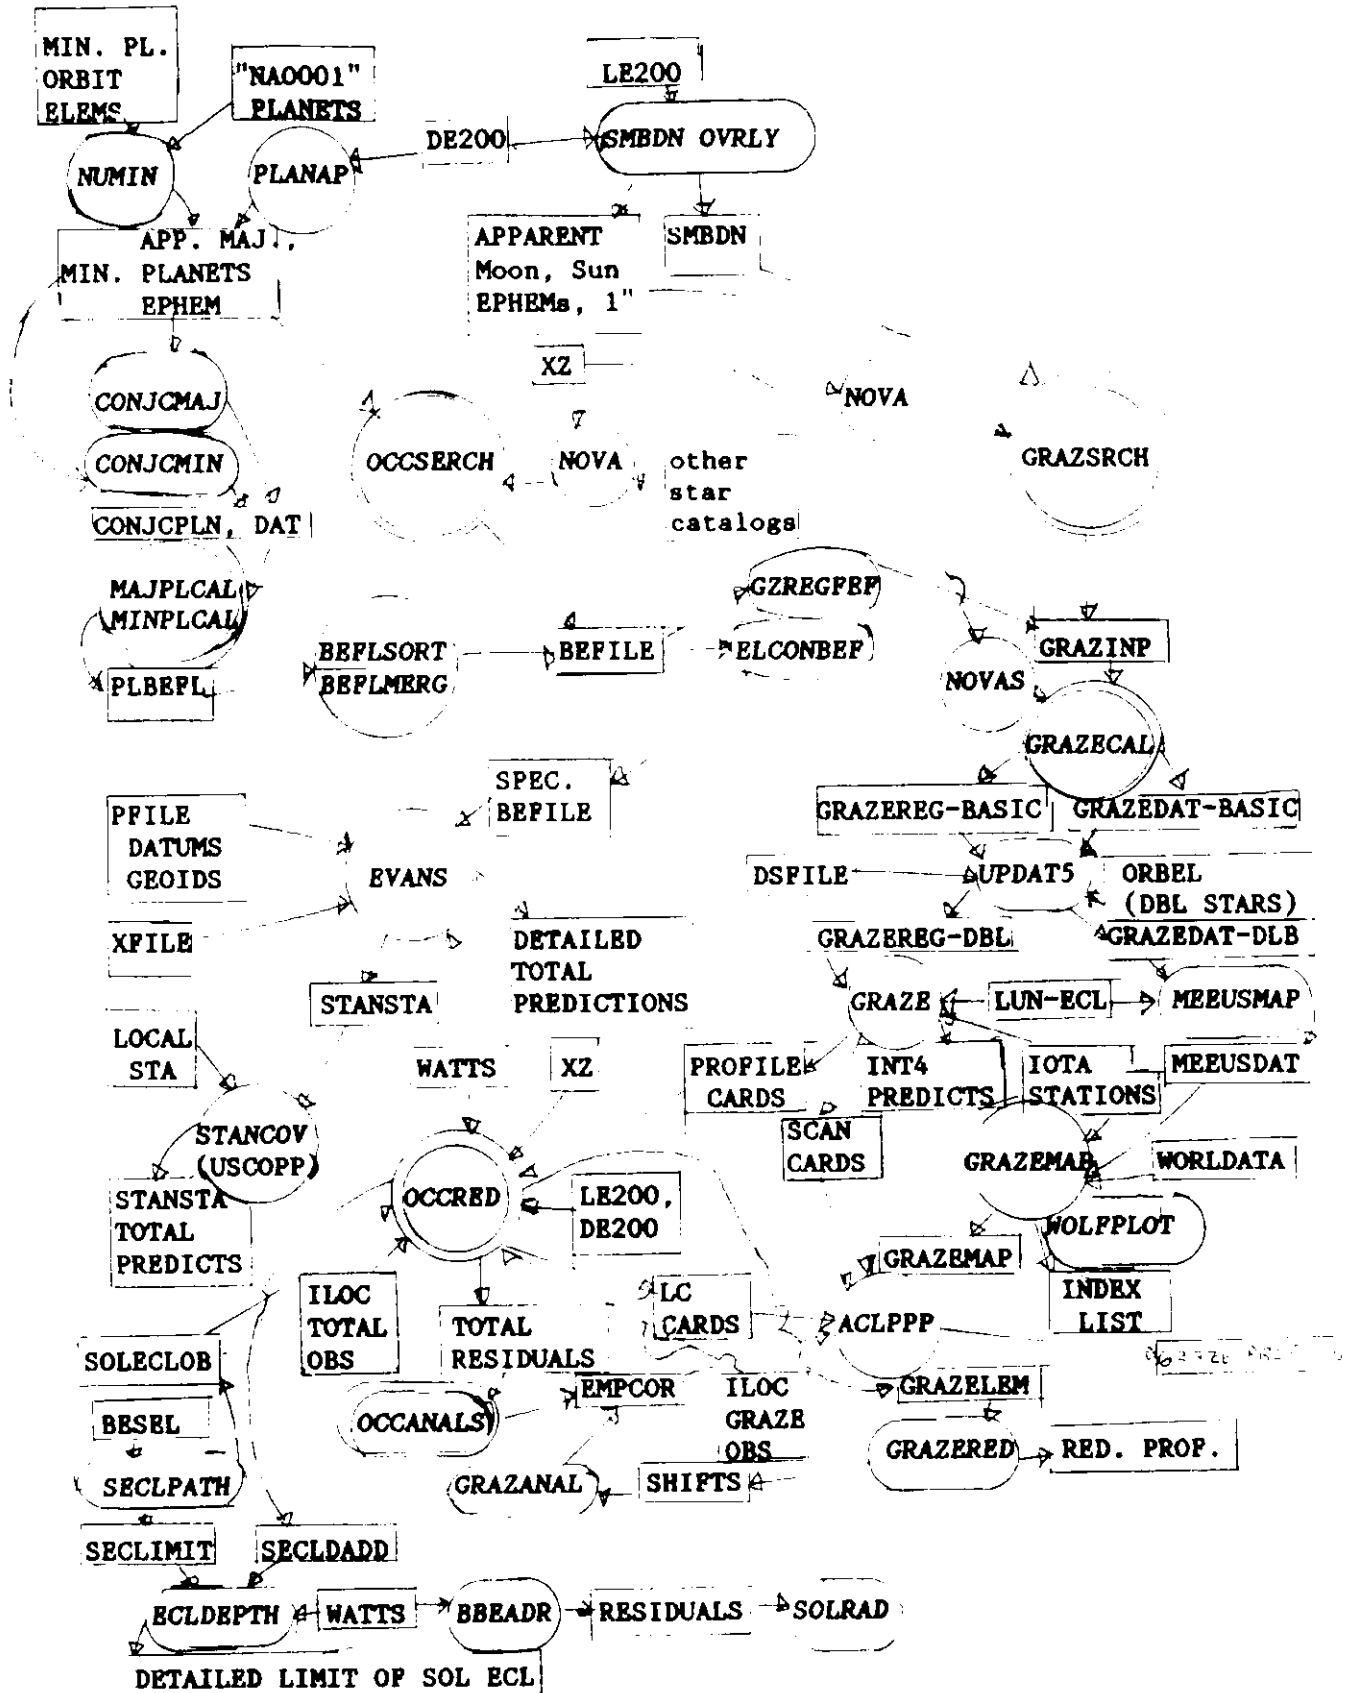 MIN. PL.
ORBIT
ELEMS
"NAO001"
PLANETS
LE200
DE200
SMBDN OVRLY
NUMIN
PLANAP
APP. MAJ.,
MIN. PLANETS
EPHEM
APPARENT
Moon, Sun
EPHEMs, 1"
SMBDN
XZ
NOVA
CONJCMAJ
CONJCMIN
OCCSERCH
NOVA
other
star
catalogs
GRAZSRCH
CONJCPLN, DAT
MAJPLCAL
MINPLCAL
PLBEFL
BEFLSORT
BEFLMERG
BEFILE
GZREGFBF
ELCONBEF
NOVAS
GRAZINP
GRAZECAL
SPEC.
BEFILE
PFILE
DATUMS
GEOIDS
EVANS
XFILE
GRAZEREG-BASIC
GRAZEDAT-BASIC
DSFILE
UPDAT5
ORBEL
(DBL STARS)
GRAZEREG-DBL
GRAZEDAT-DLB
STANSTA
DETAILED
TOTAL
PREDICTIONS
GRAZE
LUN-ECL
MEEUSMAP
LOCAL
STA
WATTS
XZ
PROFILE
CARDS
INT4
PREDICTS
IOTA
STATIONS
MEEUSDAT
SCAN
CARDS
STANCOV
(USCOPP)
GRAZEMAP
WORLDATA
OCCRED
LE200,
DE200
STANSTA
TOTAL
PREDICTS
WOLFPLOT
GRAZEMAP
INDEX
LIST
ILOC
TOTAL
OBS
TOTAL
RESIDUALS
LC
CARDS
ACLPPP
SOLECLOB
EMPCOR
ILOC
GRAZE
OBS
GRAZELEM
BESEL
OCCANALS
GRAZERED
RED. PROF.
SECLPATH
GRAZANAL
SHIFTS
SECLIMIT
SECLDADD
ECLDEPTH
WATTS
BBEADR
RESIDUALS
SOLRAD
DETAILED LIMIT OF SOL ECL